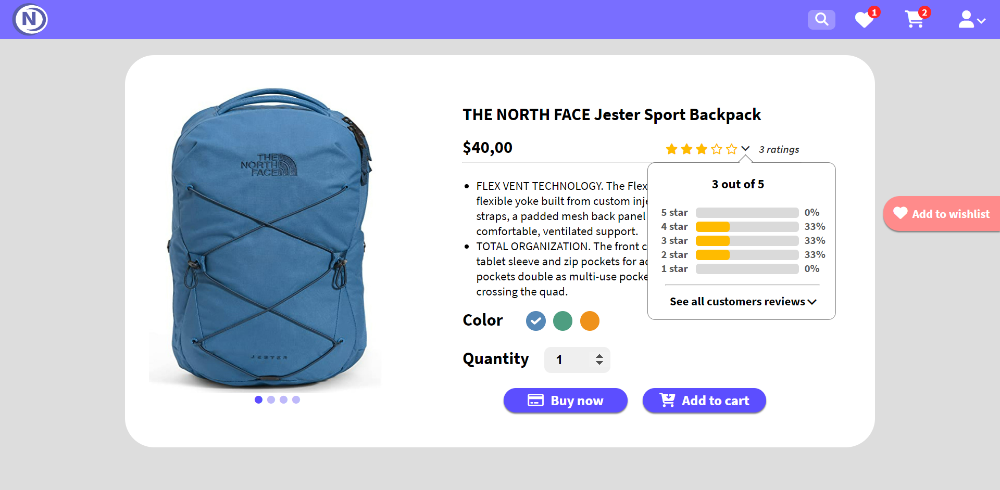 N
1
2
THE NORTH FACE Jester Sport Backpack
$40,00
3 ratings
THE
NORTH
FACE
JESTER
FLEX VENT TECHNOLOGY. The Flex
flexible yoke built from custom inje
straps, a padded mesh back panel
comfortable, ventilated support.
TOTAL ORGANIZATION. The front c
tablet sleeve and zip pockets for ac
pockets double as multi-use pocke
crossing the quad.
3 out of 5
5 star 0%
4 star 33%
3 star 33%
2 star 33%
1 star 0%
See all customers reviews
Add to wishlist
Color
Quantity 1
Buy now
Add to cart